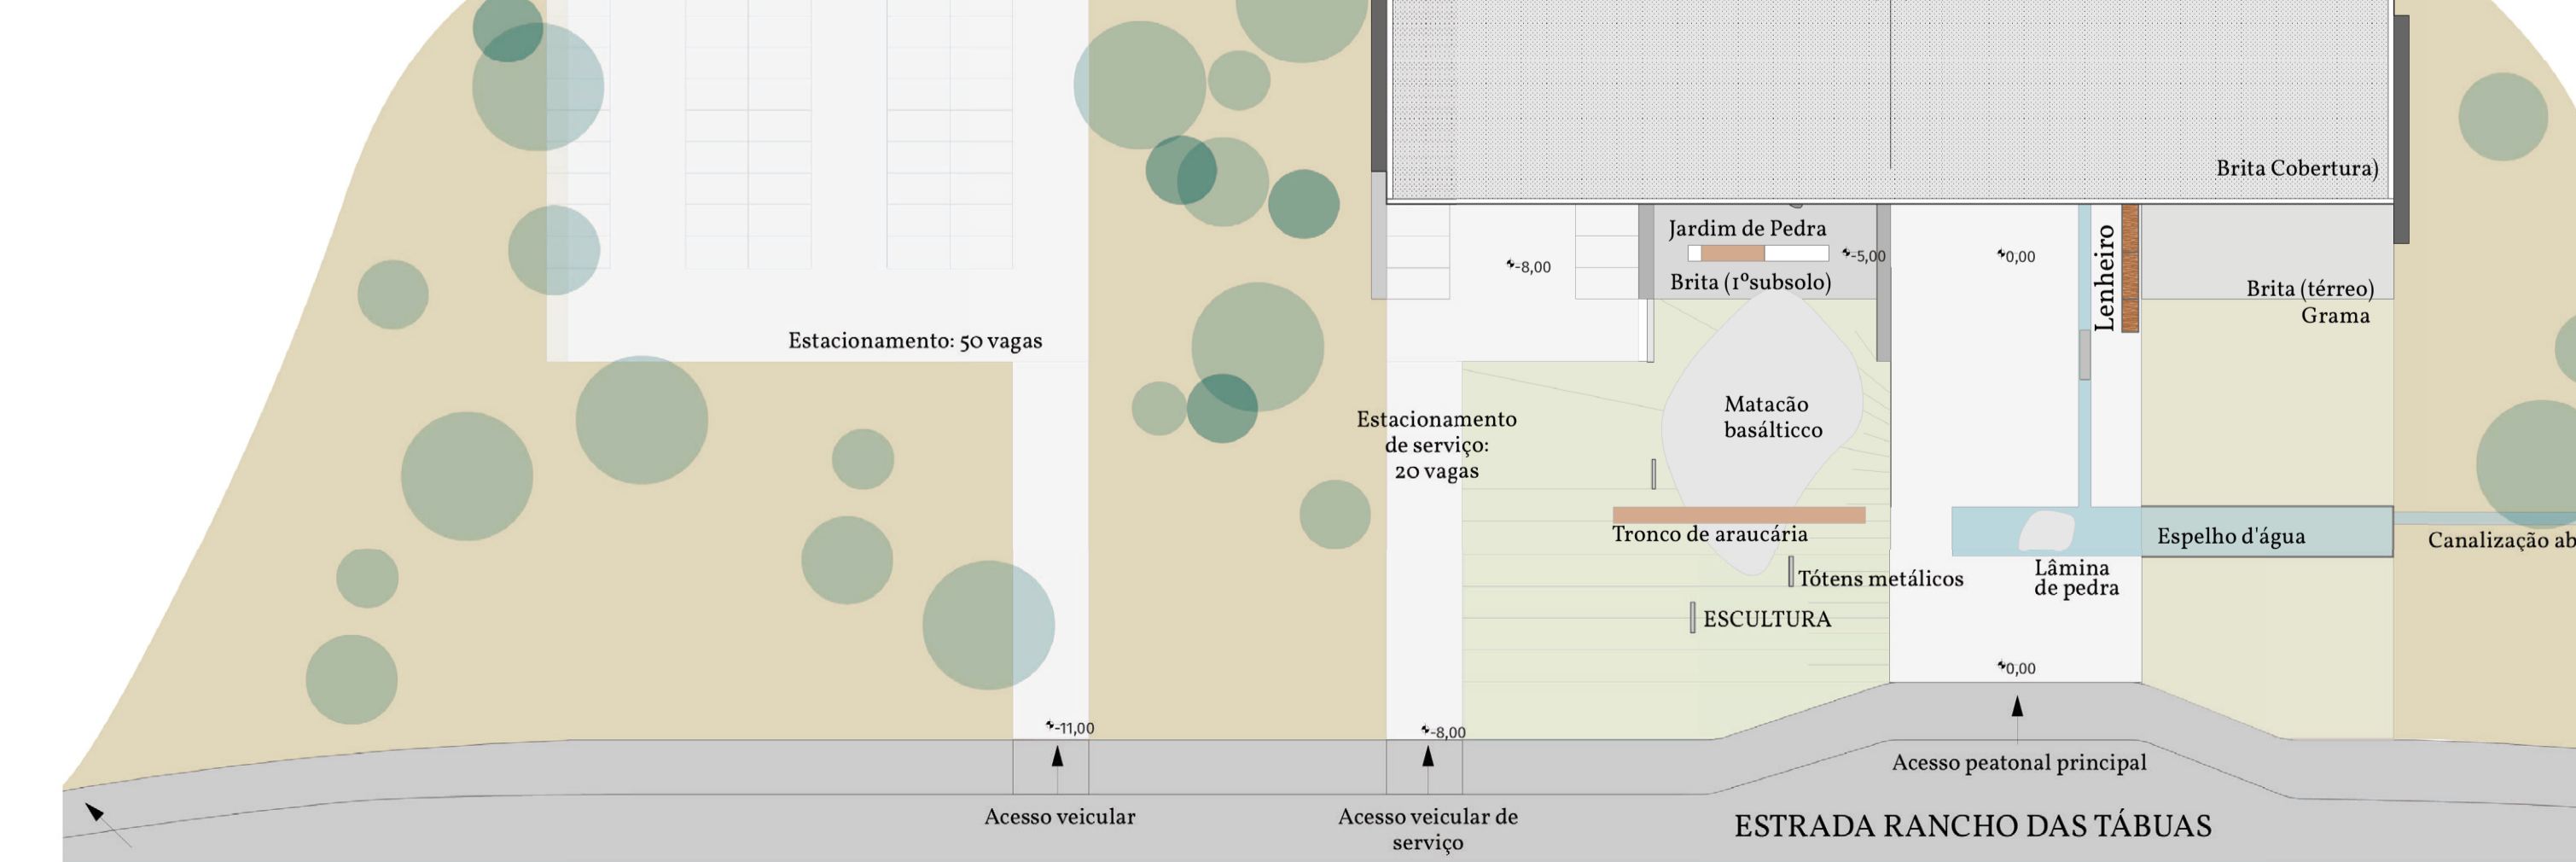 Brita Cobertura)
Jardim de Pedra
-5,00
0,00
-8,00
Brita (1ºsubsolo)
Lenheiro
Brita (térreo)
Grama
Estacionamento: 50 vagas
Estacionamento
de serviço:
20 vagas
Matacão
basálticco
Tronco de araucária
Espelho d'água
Canalização ab
Lâmina
de pedra
Tótens metálicos
ESCULTURA
0,00
-11,00
-8,00
Acesso peatonal principal
Acesso veicular
Acesso veicular de
serviço
ESTRADA RANCHO DAS TÁBUAS